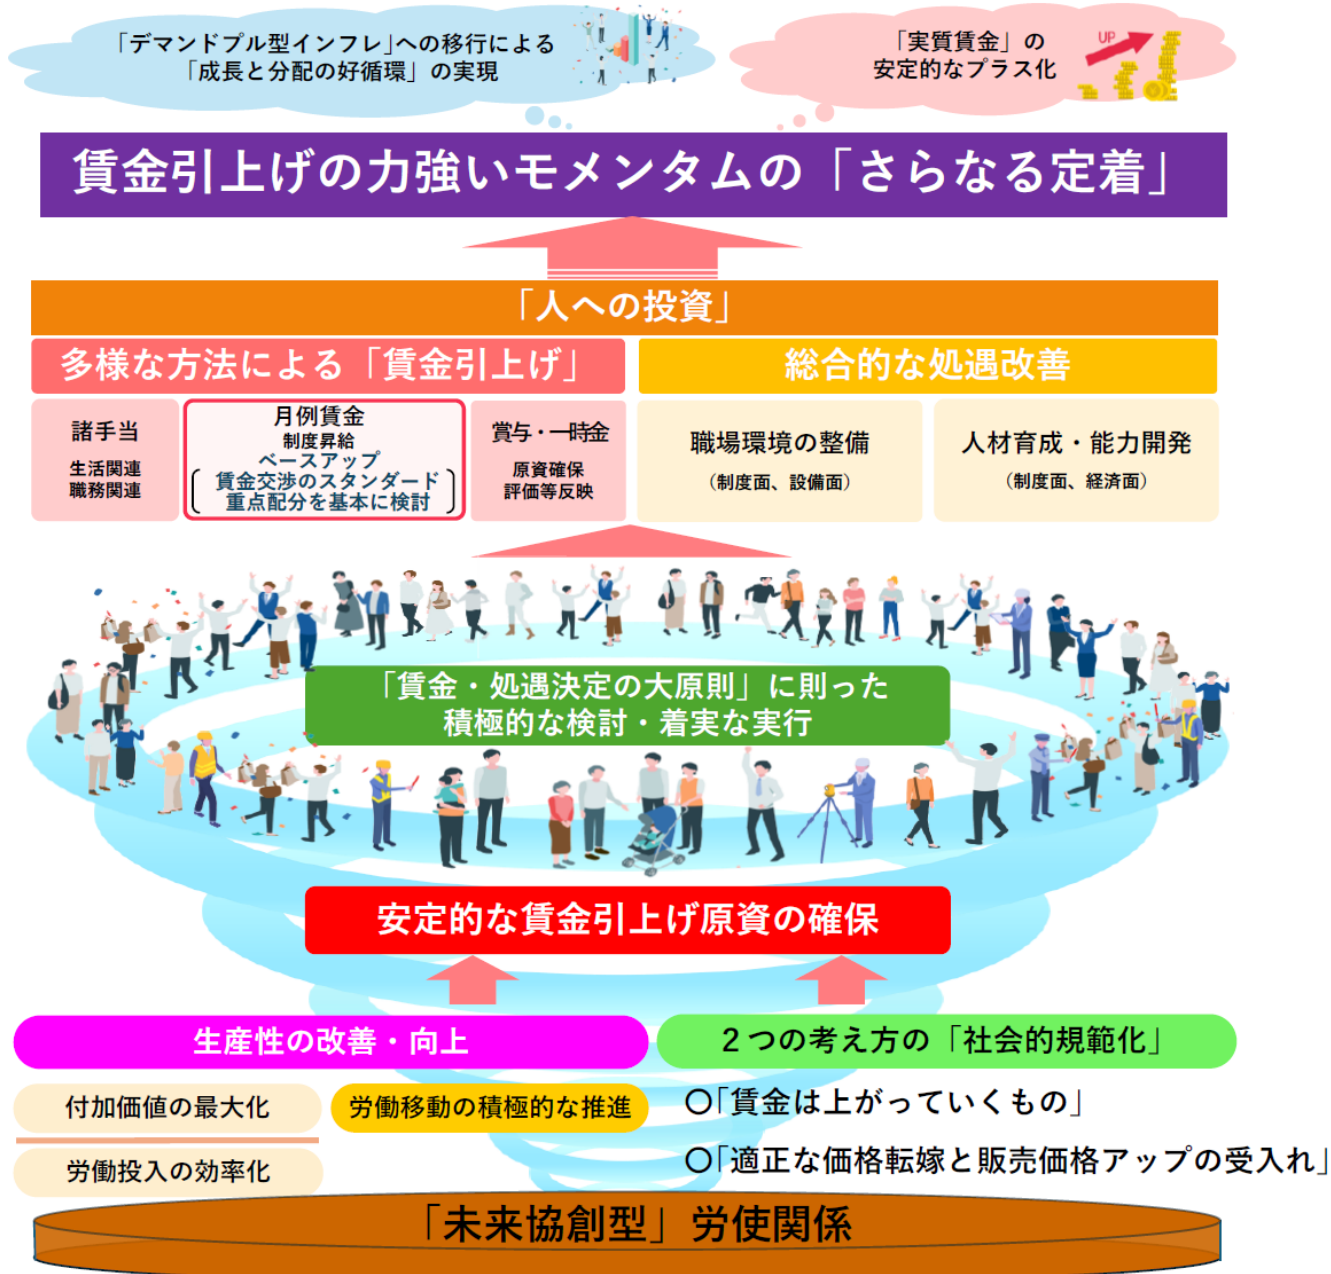 「デマンドプル型インフレ」への移行による
「成長と分配の好循環」の実現
「実質賃金」の
安定的なプラス化
UP
賃金引上げの力強いモメンタムの「さらなる定着」
「人への投資」
多様な方法による「賃金引上げ」
総合的な処遇改善
諸手当
生活関連
職務関連
月例賃金
制度昇給
ベースアップ
賃金交渉のスタンダード
重点配分を基本に検討
賞与・一時金
原資確保
評価等反映
職場環境の整備
(制度面、設備面)
人材育成・能力開発
(制度面、経済面)
「賃金・処遇決定の大原則」に則った
積極的な検討・着実な実行
安定的な賃金引上げ原資の確保
生産性の改善・向上
付加価値の最大化
労働投入の効率化
労働移動の積極的な推進
2つの考え方の「社会的規範化」
〇「賃金は上がっていくもの」
〇「適正な価格転嫁と販売価格アップの受入れ」
「未来協創型」労使関係